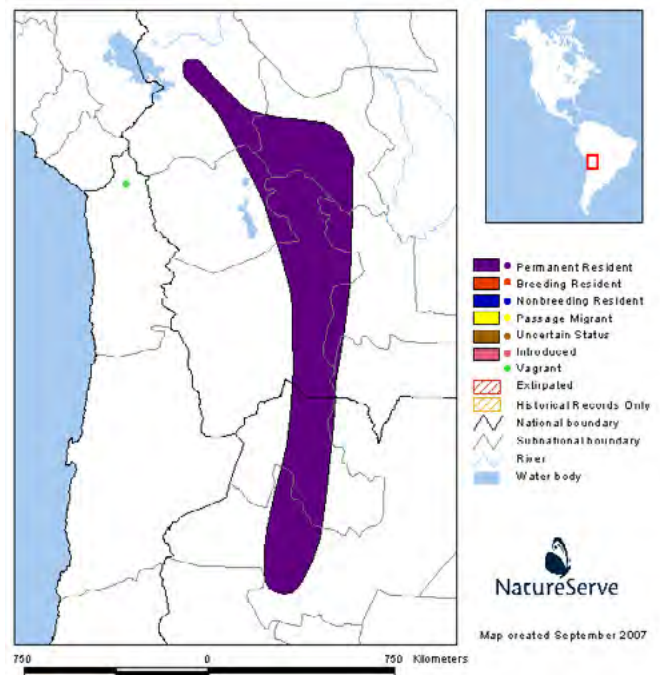 Permanent Resident
Breeding Resident
Nonbreeding Resident
Passage Migrant
Uncertain Status
Introduced
Vagrant
Extirpated
Historical Records Only
National boundary
Subnational boundary
River
Water body
NatureServe
Map created September 2007
750 0 750 Kilometers